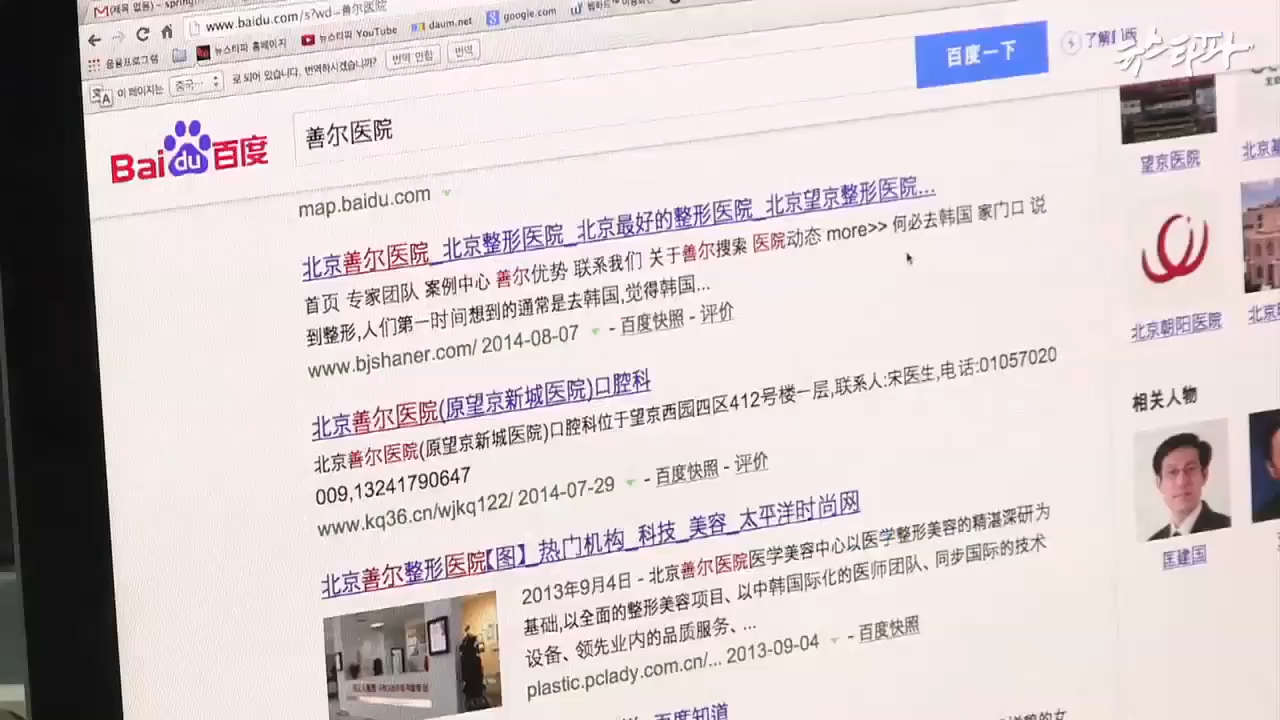 www.baidu.com/s?wd=善尔医院
응용프로그램 뉴스타파 홈페이지 뉴스타파 YouTube daum.net google.com
이 페이지는 중국… 로 되어 있습니다. 번역하시겠습니까? 번역 안함 번역
Bai du 百度 善尔医院 百度一下
map.baidu.com
北京善尔医院_北京整形医院_北京最好的整形医院_北京望京整形医院...
首页 专家团队 案例中心 善尔优势 联系我们 关于善尔搜索 医院动态 more>> 何必去韩国 家门口 说
到整形,人们第一时间想到的通常是去韩国,觉得韩国...
www.bjshaner.com/ 2014-08-07 - 百度快照 - 评价
北京善尔医院(原望京新城医院)口腔科
北京善尔医院(原望京新城医院)口腔科位于望京西园四区412号楼一层,联系人:宋医生,电话:01057020
009,13241790647
www.kq36.cn/wjkq122/ 2014-07-29 - 百度快照 - 评价
北京善尔整形医院【图】_热门机构_科技_美容_太平洋时尚网
2013年9月4日 - 北京善尔医院医学美容中心以医学整形美容的精湛深研为
基础,以全面的整形美容项目、以中韩国际化的医师团队、同步国际的技术
设备、领先业内的品质服务、...
plastic.pclady.com.cn/... 2013-09-04 - 百度快照
百度知道
望京医院
北京朝阳医院
相关人物
匡建国